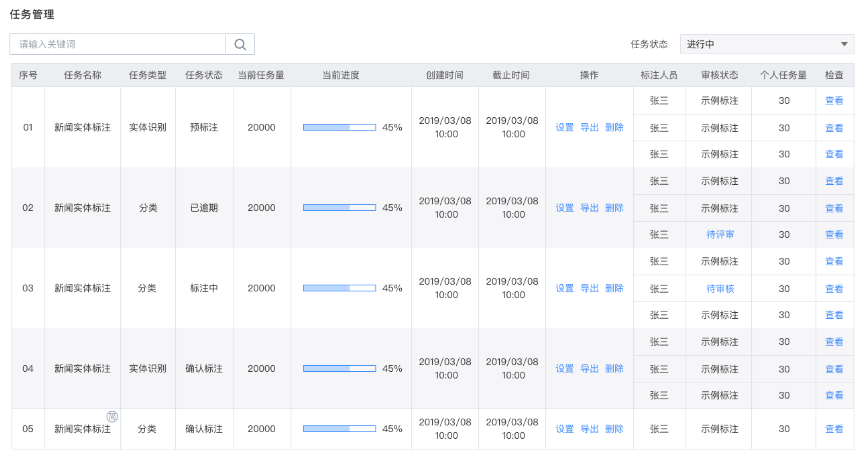 任务管理
请输入关键词
任务状态 进行中
序号 任务名称 任务类型 任务状态 当前任务量 当前进度 创建时间 截止时间 操作 标注人员 审核状态 个人任务量 检查
01 新闻实体标注 实体识别 预标注 20000 45% 2019/03/08 10:00 2019/03/08 10:00 设置 导出 删除 张三 示例标注 30 查看
张三 示例标注 30 查看
张三 示例标注 30 查看
02 新闻实体标注 分类 已逾期 20000 45% 2019/03/08 10:00 2019/03/08 10:00 设置 导出 删除 张三 示例标注 30 查看
张三 示例标注 30 查看
张三 待评审 30 查看
03 新闻实体标注 分类 标注中 20000 45% 2019/03/08 10:00 2019/03/08 10:00 设置 导出 删除 张三 示例标注 30 查看
张三 待审核 30 查看
张三 示例标注 30 查看
04 新闻实体标注 实体识别 确认标注 20000 45% 2019/03/08 10:00 2019/03/08 10:00 设置 导出 删除 张三 示例标注 30 查看
张三 示例标注 30 查看
张三 示例标注 30 查看
05 新闻实体标注 分类 确认标注 20000 45% 2019/03/08 10:00 2019/03/08 10:00 设置 导出 删除 张三 示例标注 30 查看